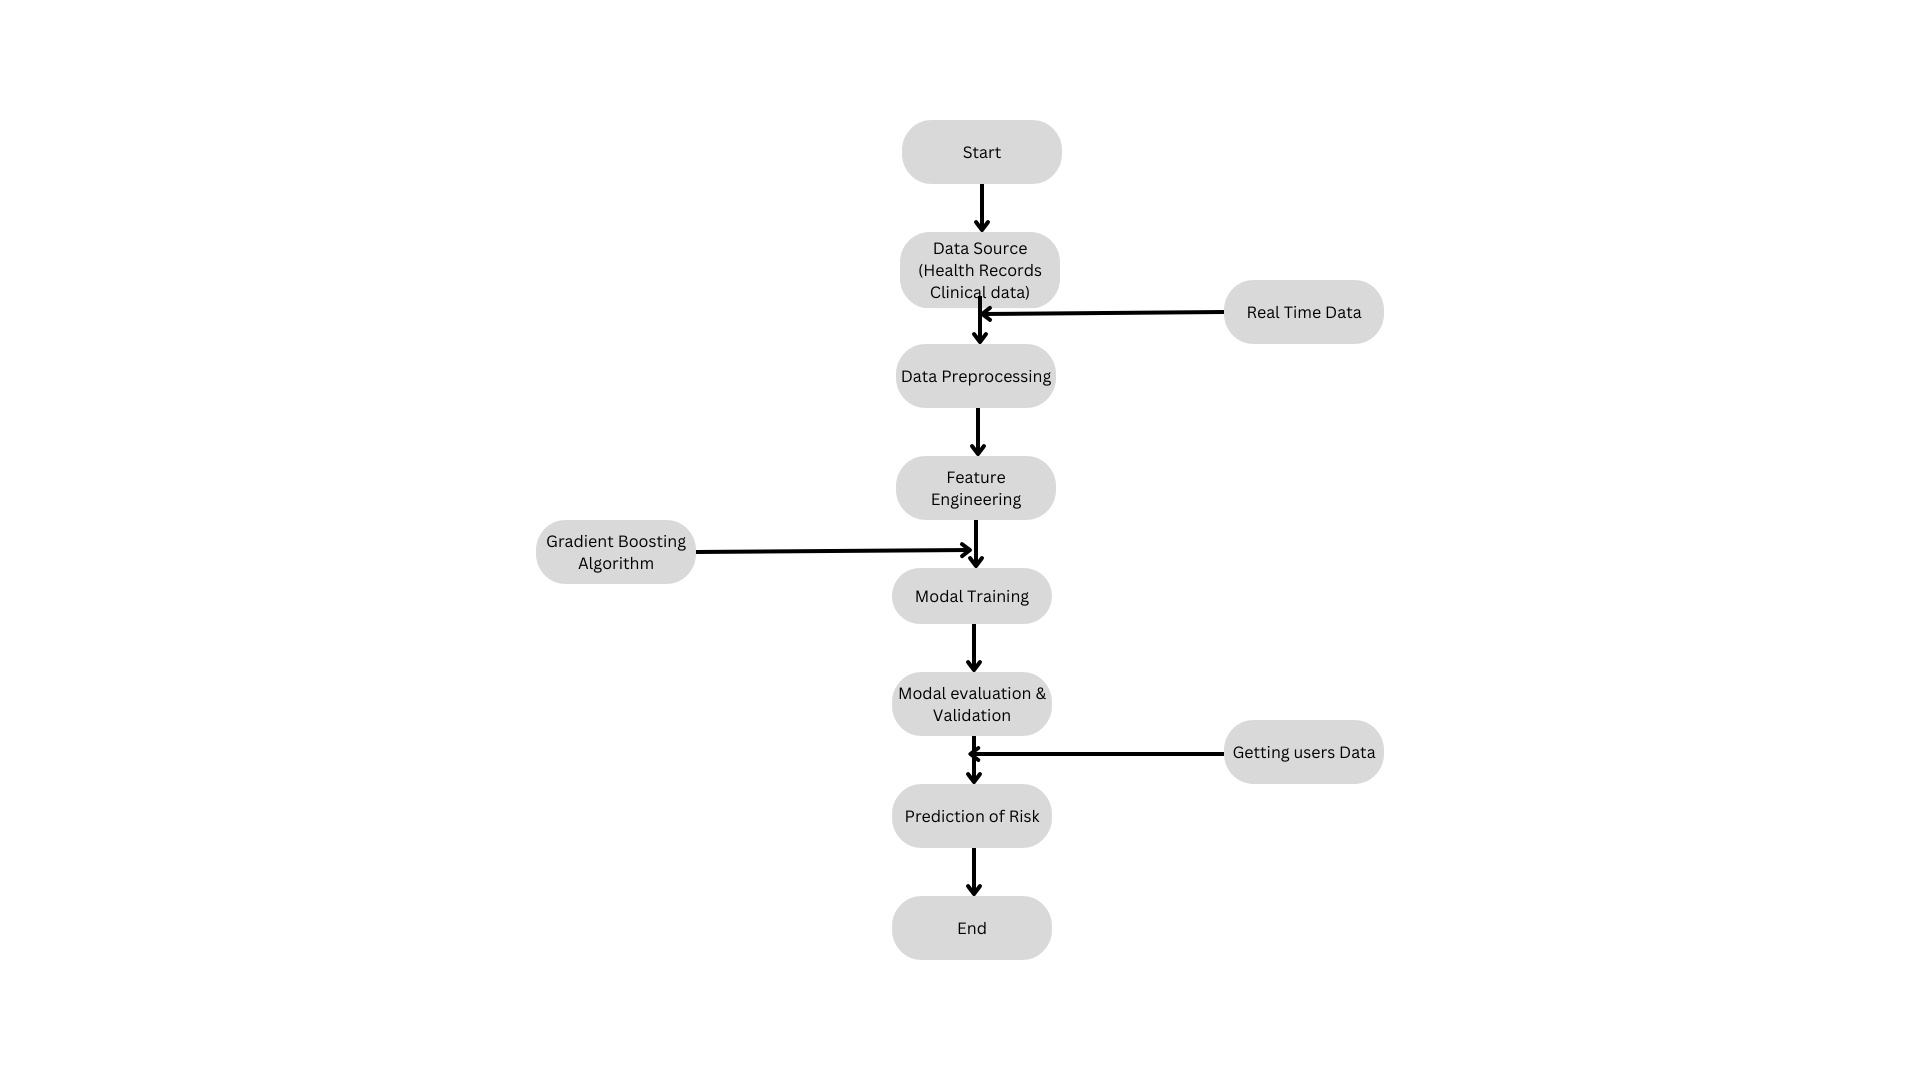 Start
Data Source
(Health Records
Clinical data)
Real Time Data
Data Preprocessing
Feature
Engineering
Gradient Boosting
Algorithm
Modal Training
Modal evaluation &
Validation
Getting users Data
Prediction of Risk
End